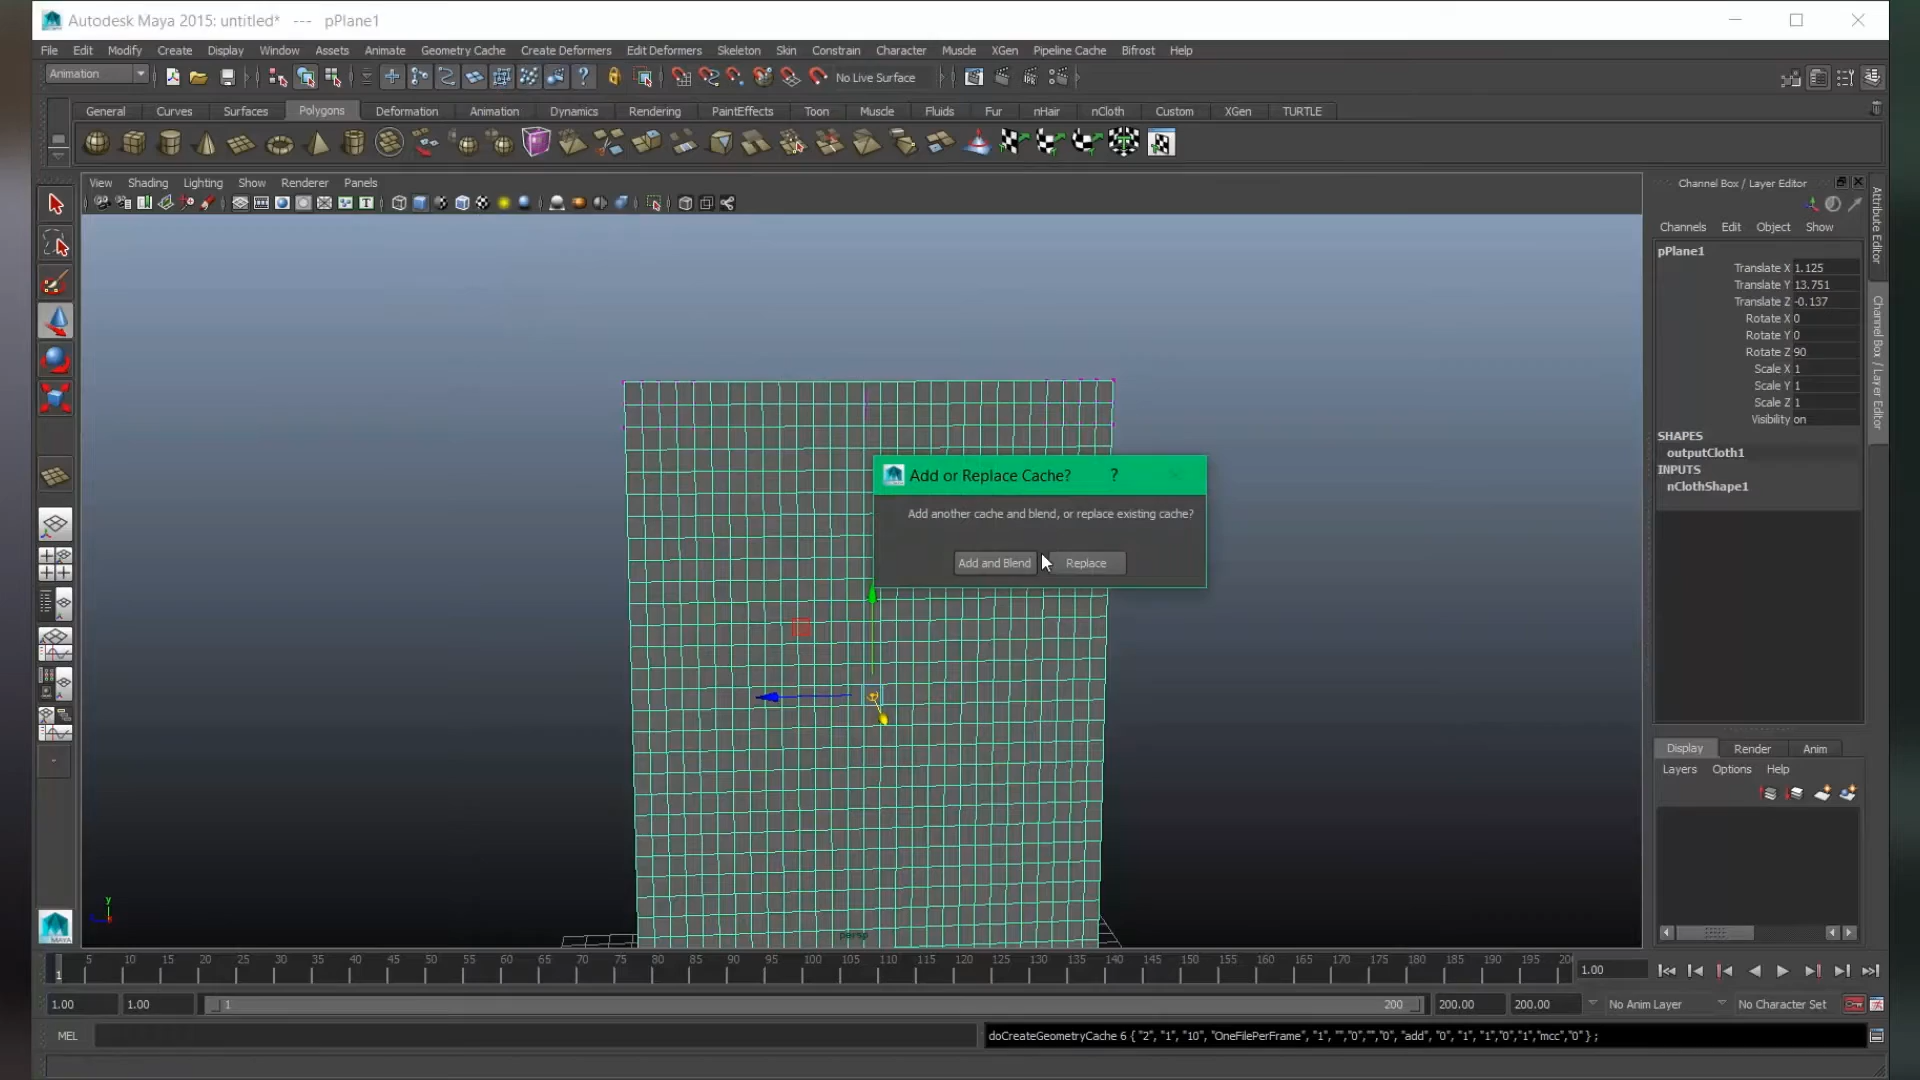 Autodesk Maya 2015: untitled* --- pPlane1
File Edit Modify Create Display Window Assets Animate Geometry Cache Create Deformers Edit Deformers Skeleton Skin Constrain Character Muscle XGen Pipeline Cache Bifrost Help
Animation No Live Surface
General Curves Surfaces Polygons Deformation Animation Dynamics Rendering PaintEffects Toon Muscle Fluids Fur nHair nCloth Custom XGen TURTLE
View Shading Lighting Show Renderer Panels
Channel Box / Layer Editor
Channels Edit Object Show
pPlane1
Translate X 1.125
Translate Y 13.751
Translate Z -0.137
Rotate X 0
Rotate Y 0
Rotate Z 90
Scale X 1
Scale Y 1
Scale Z 1
Visibility on
SHAPES
outputCloth1
INPUTS
nClothShape1
Attribute Editor
Channel Box / Layer Editor
Add or Replace Cache? ?
Add another cache and blend, or replace existing cache?
Add and Blend Replace
Display Render Anim
Layers Options Help
y
persp
MAYA
1 5 10 15 20 25 30 35 40 45 50 55 60 65 70 75 80 85 90 95 100 105 110 115 120 125 130 135 140 145 150 155 160 165 170 175 180 185 190 195 1.00
1.00 1.00 1 200 200.00 200.00 No Anim Layer No Character Set
MEL doCreateGeometryCache 6 { "2", "1", "10", "OneFilePerFrame", "1", "","0","","0", "add", "0", "1", "1","0","1","mcc","0" } ;